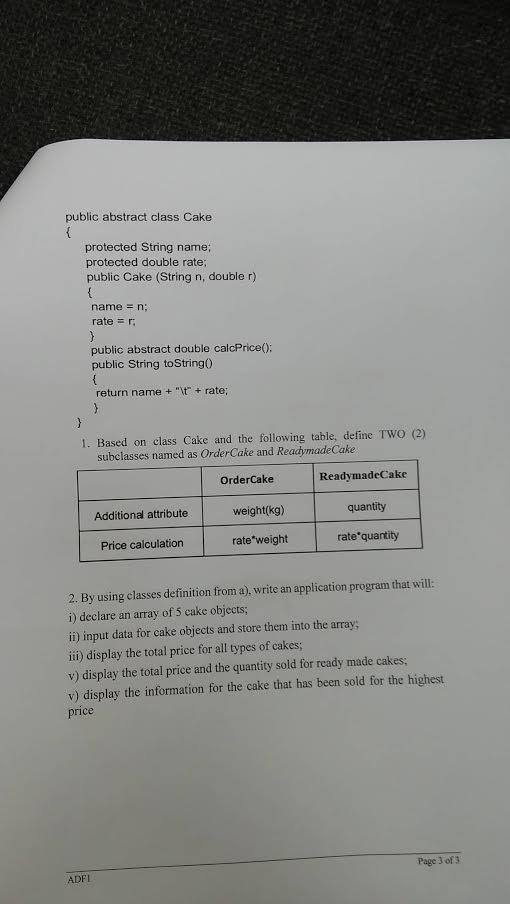 public abstract class Cake
{
protected String name;
protected double rate;
public Cake (String n, double r)
{
name = n;
rate = r;
}
public abstract double calcPrice();
public String toString()
{
return name + "\t" + rate;
}
}
1. Based on class Cake and the following table, define TWO (2)
subclasses named as OrderCake and ReadymadeCake
OrderCake ReadymadeCake
Additional attribute weight(kg) quantity
Price calculation rate*weight rate*quantity
2. By using classes definition from a), write an application program that will:
i) declare an array of 5 cake objects;
ii) input data for cake objects and store them into the array;
iii) display the total price for all types of cakes;
v) display the total price and the quantity sold for ready made cakes;
v) display the information for the cake that has been sold for the highest
price
ADF1 Page 3 of 3